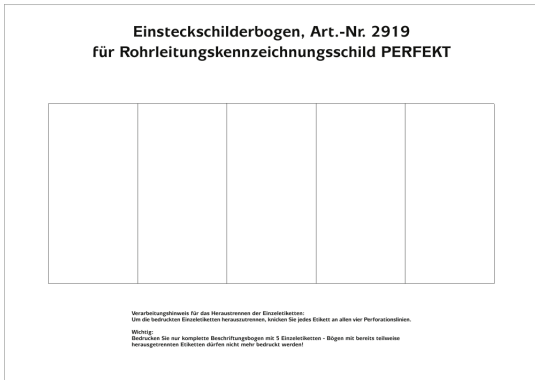 Einsteckschilderbogen, Art.-Nr. 2919
für Rohrleitungskennzeichnungsschild PERFEKT
Verarbeitungshinweis für das Heraustrennen der Einzeletiketten:
Um die bedruckten Einzeletiketten herauszutrennen, knicken Sie jedes Etikett an allen vier Perforationslinien.
Wichtig:
Bedrucken Sie nur komplette Beschriftungsbogen mit 5 Einzeletiketten - Bögen mit bereits teilweise
herausgetrennten Etiketten dürfen nicht mehr bedruckt werden!